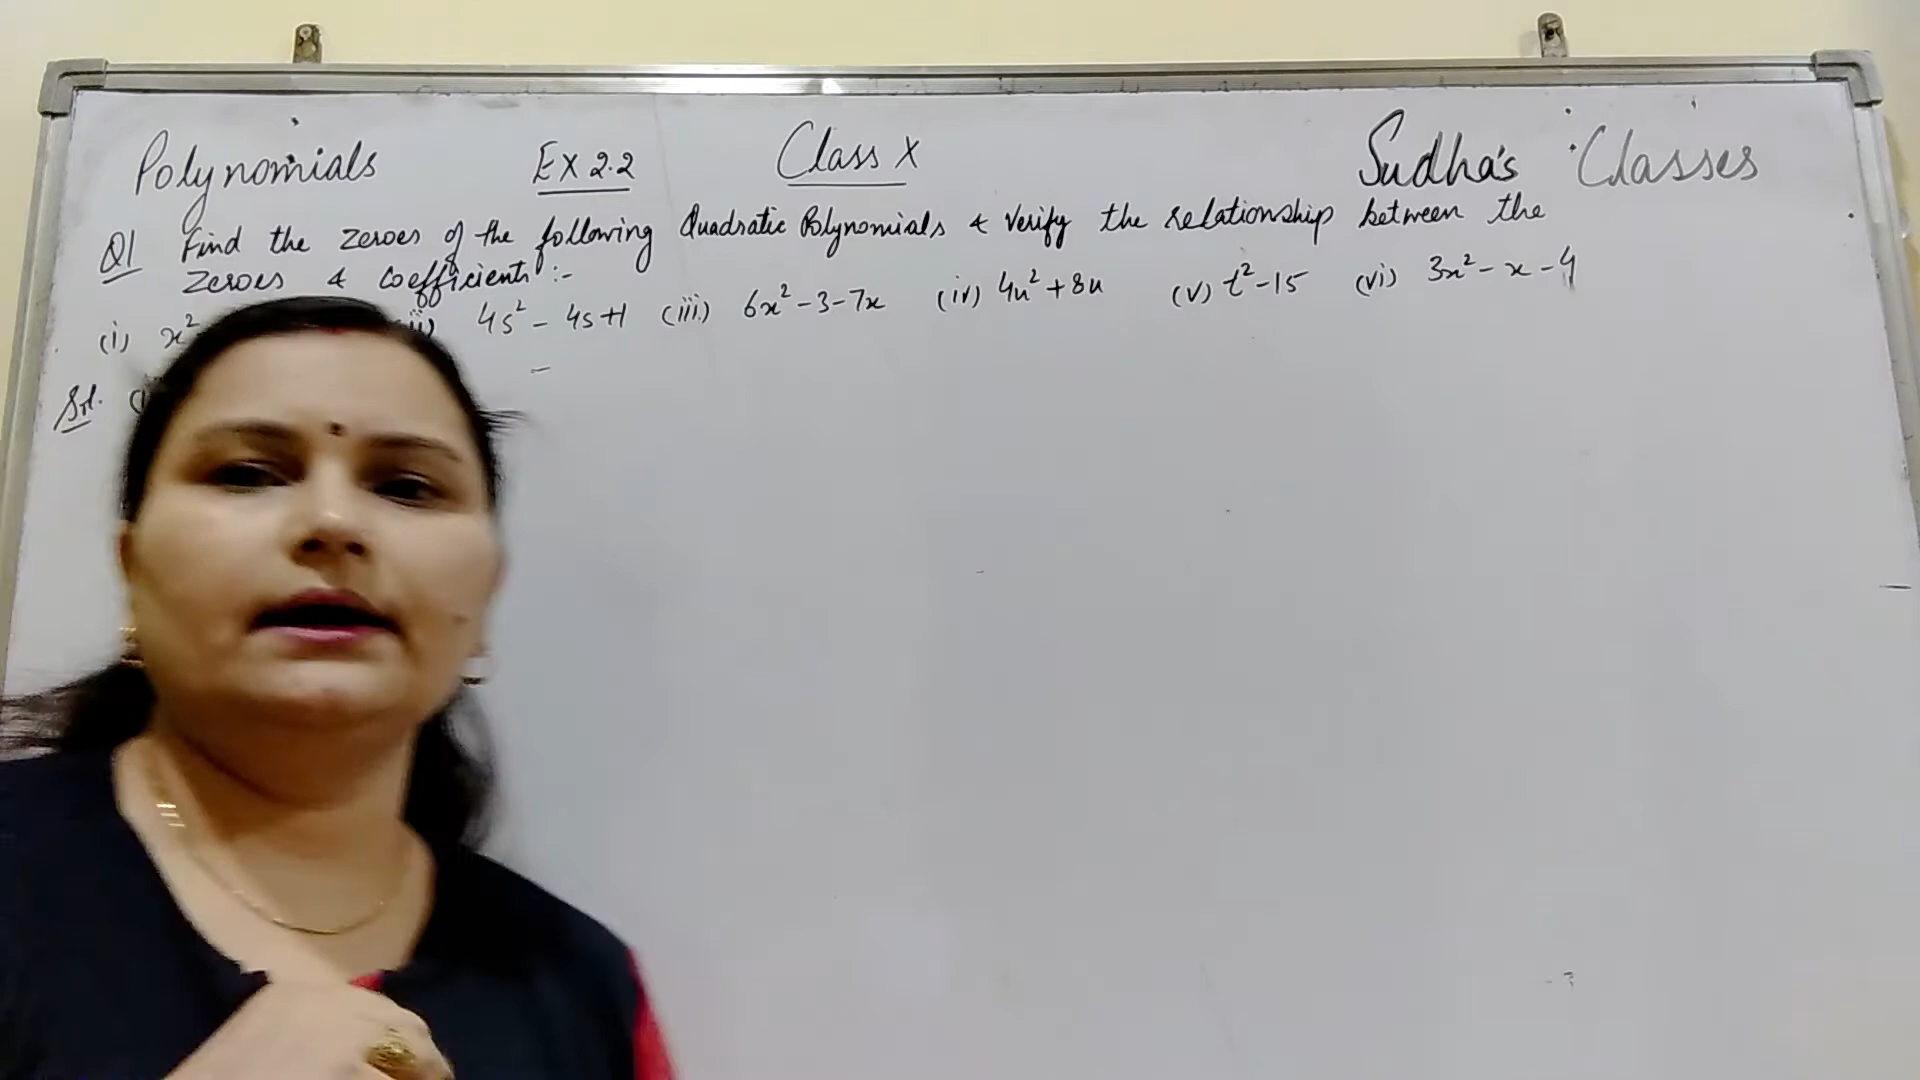 Polynomials Ex 2.2 Class X Sudha's Classes
Q1 Find the zeroes of the following Quadratic Polynomials & Verify the relationship between the
zeroes & coefficients :-
(i) x² (ii) 4s² - 4s+1 (iii) 6x² - 3 - 7x (iv) 4u² + 8u (v) t² - 15 (vi) 3x² - x - 4
Sol.